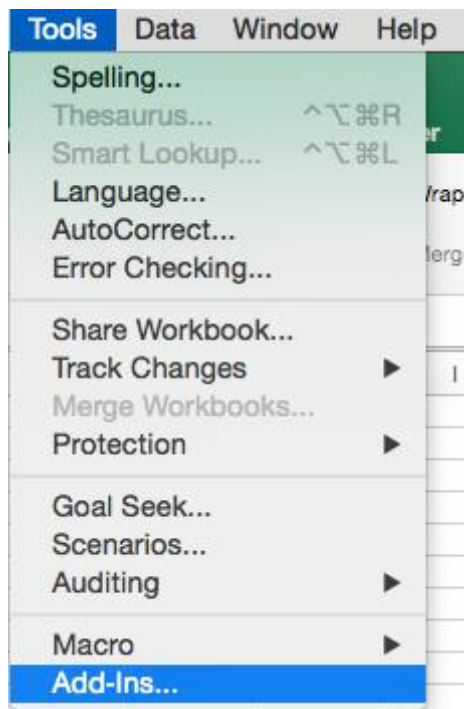 Tools Data Window Help
Spelling...
Thesaurus... ^⌥⌘R
er
Smart Lookup... ^⌥⌘L
Language...
AutoCorrect...
Error Checking...
Share Workbook...
Track Changes ▶
I
Merge Workbooks...
Protection ▶
Goal Seek...
Scenarios...
Auditing ▶
Macro ▶
Add-Ins...